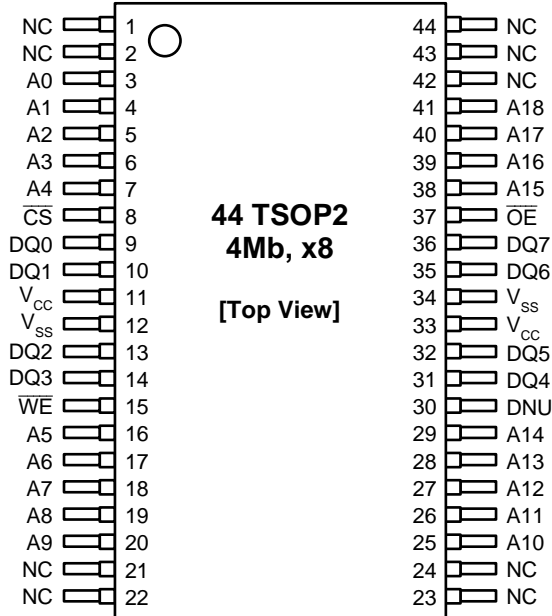 NC 1 44 NC
NC 2 43 NC
A0 3 42 NC
A1 4 41 A18
A2 5 40 A17
A3 6 39 A16
A4 7 38 A15
C̅S̅ 8 37 O̅E̅
DQ0 9 36 DQ7
DQ1 10 35 DQ6
VCC 11 34 VSS
VSS 12 33 VCC
DQ2 13 32 DQ5
DQ3 14 31 DQ4
W̅E̅ 15 30 DNU
A5 16 29 A14
A6 17 28 A13
A7 18 27 A12
A8 19 26 A11
A9 20 25 A10
NC 21 24 NC
NC 22 23 NC
44 TSOP2
4Mb, x8
[Top View]